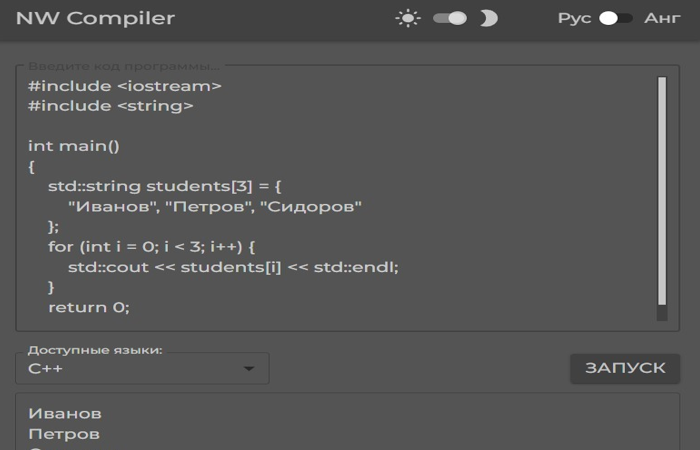 NW Compiler
Рус Анг
Введите код программы...
#include <iostream>
#include <string>
int main()
{
std::string students[3] = {
"Иванов", "Петров", "Сидоров"
};
for (int i = 0; i < 3; i++) {
std::cout << students[i] << std::endl;
}
return 0;
Доступные языки:
C++
ЗАПУСК
Иванов
Петров